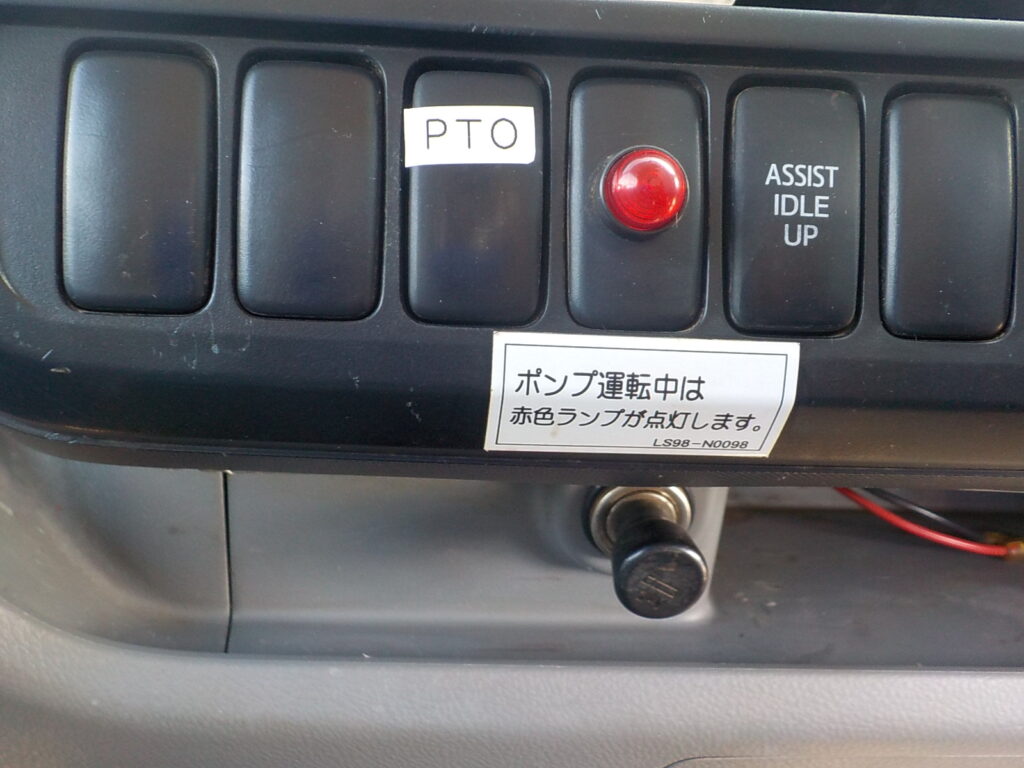 PTO
ASSIST
IDLE
UP
ポンプ運転中は
赤色ランプが点灯します。
LS98-N0098